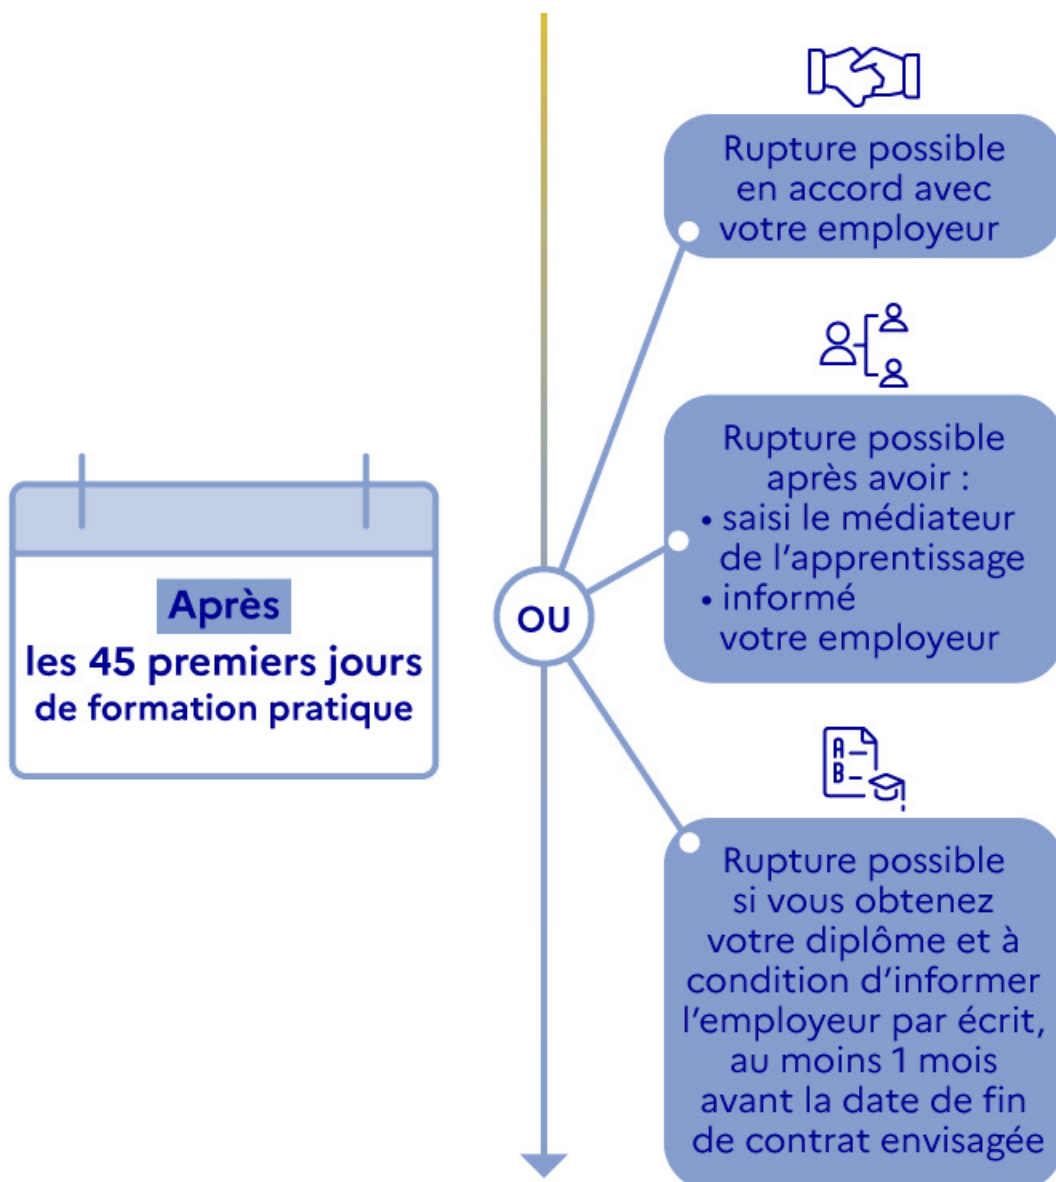 Rupture possible
en accord avec
votre employeur
Rupture possible
après avoir :
• saisi le médiateur
de l’apprentissage
• informé
votre employeur
Après
les 45 premiers jours
de formation pratique
OU
A
B
Rupture possible
si vous obtenez
votre diplôme et à
condition d’informer
l’employeur par écrit,
au moins 1 mois
avant la date de fin
de contrat envisagée